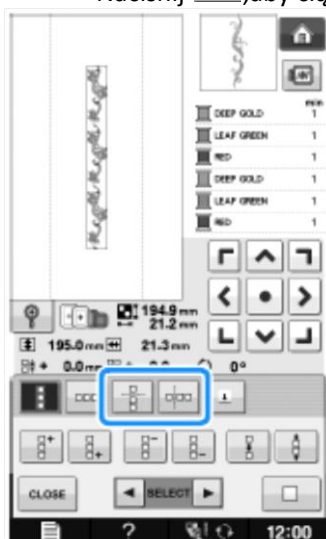 min
DEEP GOLD 1
LEAF GREEN 1
RED 1
DEEP GOLD 1
LEAF GREEN 1
RED 1
194.9 mm
21.2 mm
195.0 mm 21.3 mm
0.0 mm 0°
CLOSE SELECT
? 12:00